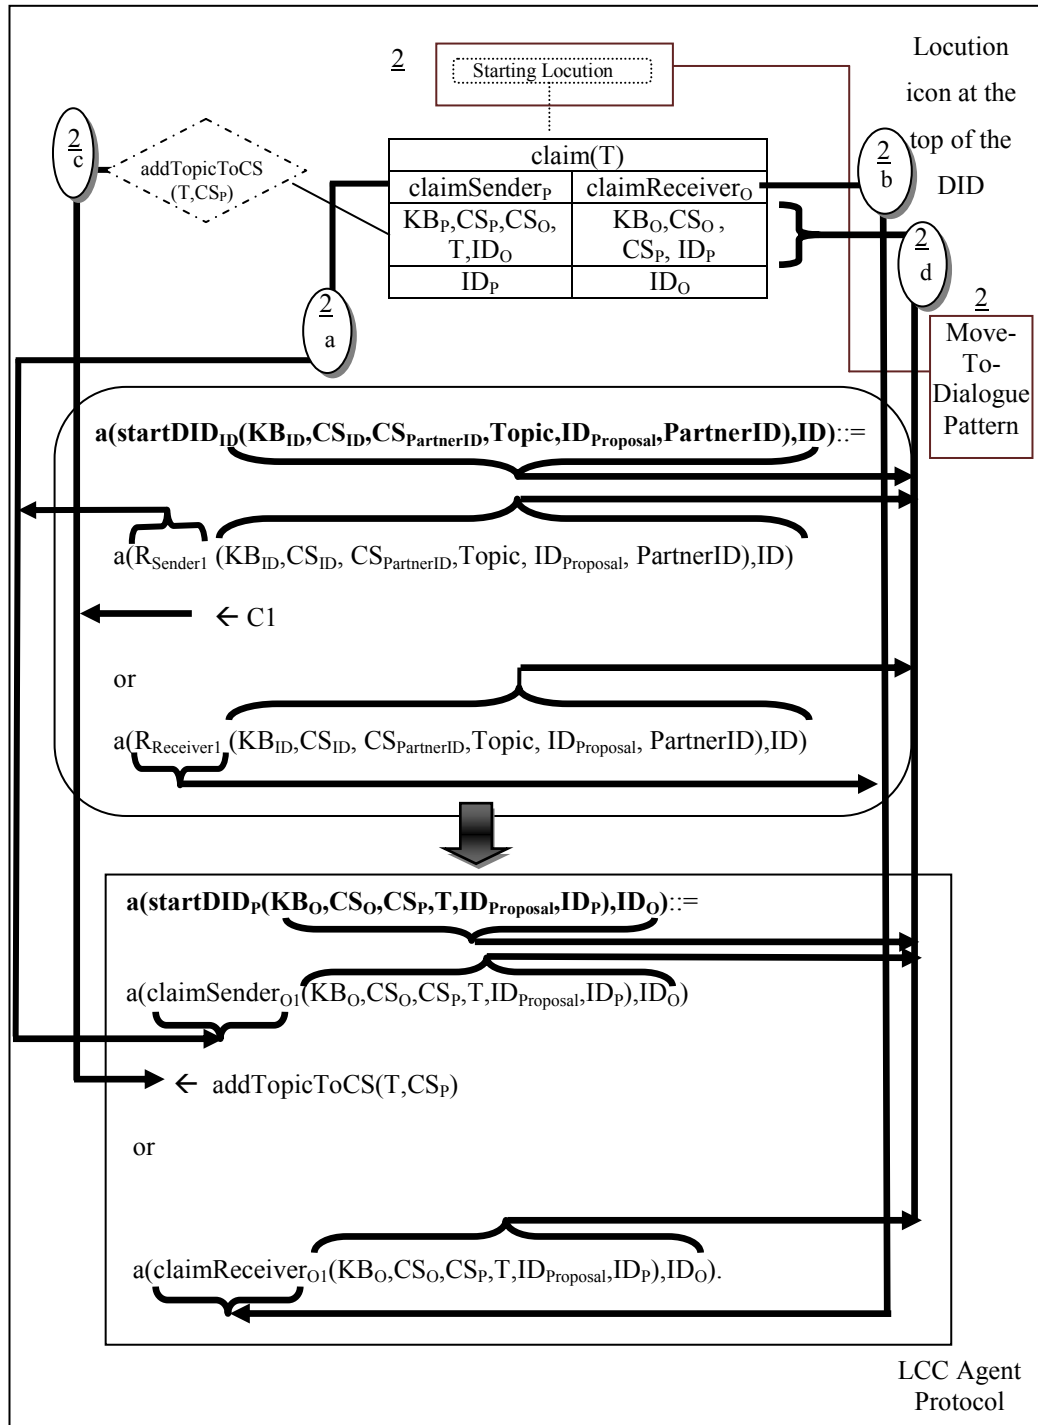 Locution
icon at the
top of the
DID
2
Starting Locution
2
c
addTopicToCS
(T,CSP)
claim(T)
claimSenderP claimReceiverO
KBP,CSP,CSO,
T,IDO
KBO,CSO ,
CSP, IDP
IDP IDO
2
b
2
d
2
a
2
Move-
To-
Dialogue
Pattern
a(startDIDID(KBID,CSID,CSPartnerID,Topic,IDProposal,PartnerID),ID)::=
a(RSender1 (KBID,CSID, CSPartnerID,Topic, IDProposal, PartnerID),ID)
← C1
or
a(RReceiver1 (KBID,CSID, CSPartnerID,Topic, IDProposal, PartnerID),ID)
a(startDIDP(KBO,CSO,CSP,T,IDProposal,IDP),IDO)::=
a(claimSenderO1(KBO,CSO,CSP,T,IDProposal,IDP),IDO)
← addTopicToCS(T,CSP)
or
a(claimReceiverO1(KBO,CSO,CSP,T,IDProposal,IDP),IDO).
LCC Agent
Protocol